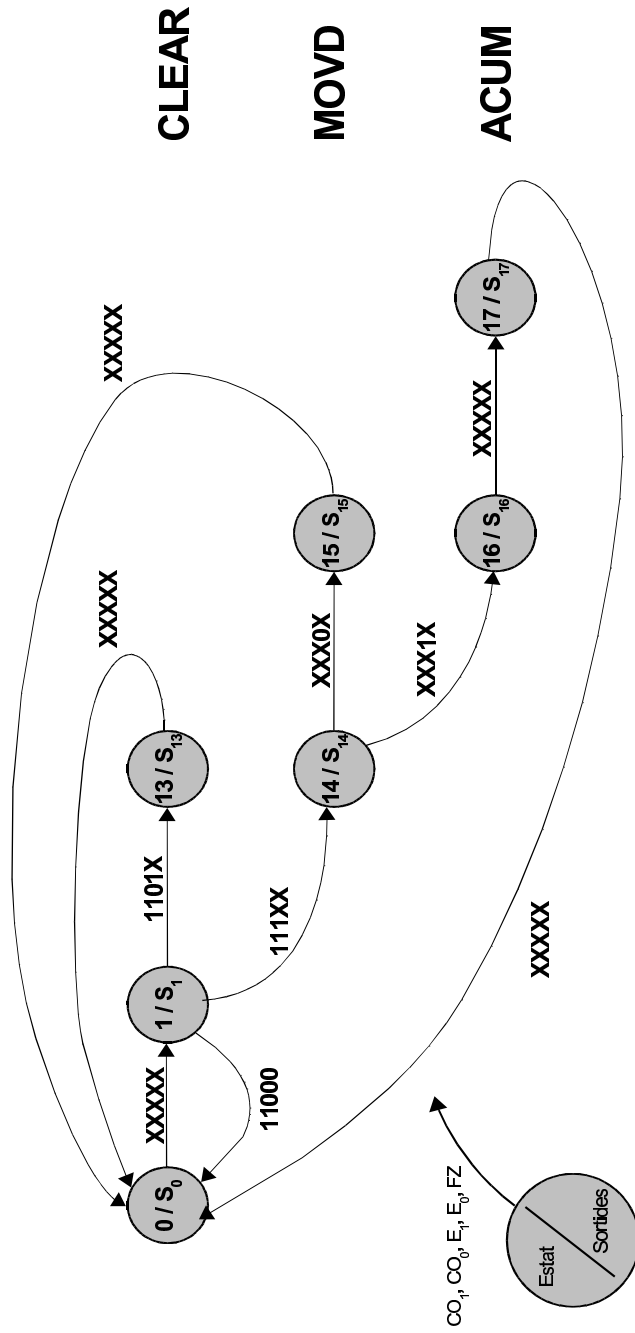 XXXXX
XXXXX
0 / S₀
XXXXX
1 / S₁
1101X
13 / S₁₃
CLEAR
11000
111XX
14 / S₁₄
XXX0X
15 / S₁₅
MOVD
XXX1X
16 / S₁₆
XXXXX
17 / S₁₇
ACUM
XXXXX
CO₁, CO₀, E₁, E₀, FZ
Estat
Sortides